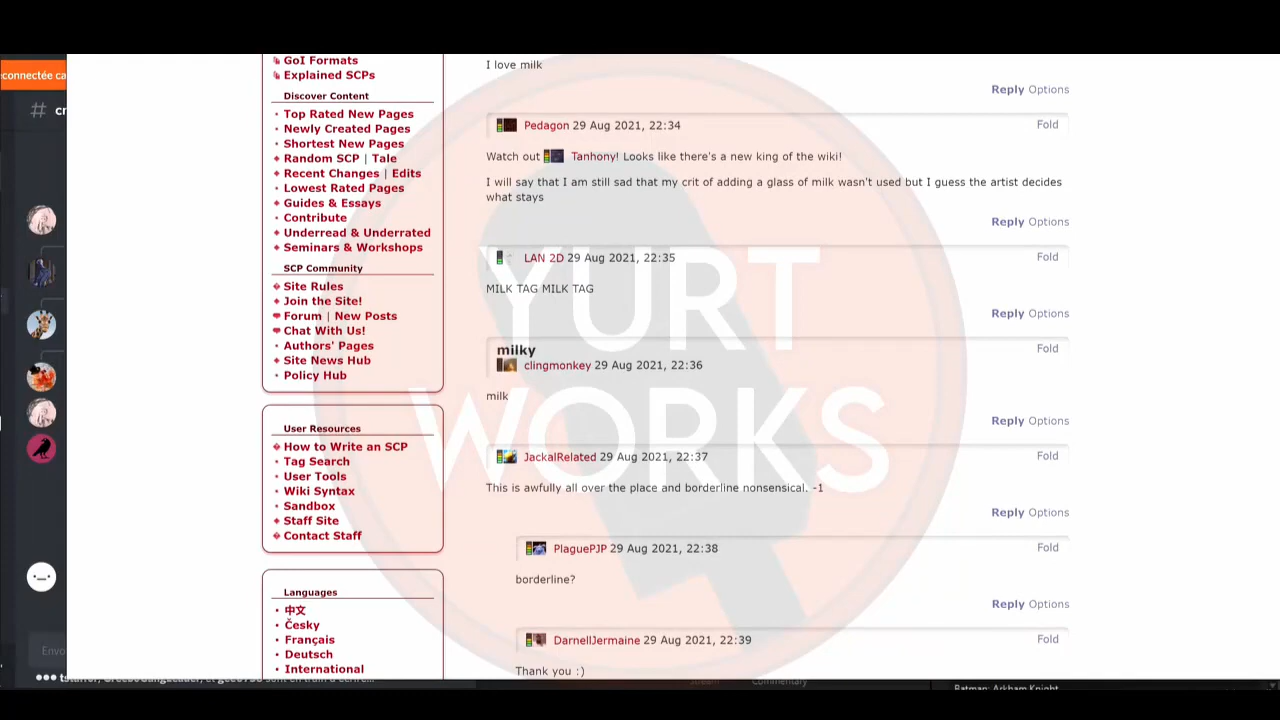 econnectée ca
# cr
Envo
GoI Formats
Explained SCPs
Discover Content
Top Rated New Pages
Newly Created Pages
Shortest New Pages
Random SCP | Tale
Recent Changes | Edits
Lowest Rated Pages
Guides & Essays
Contribute
Underread & Underrated
Seminars & Workshops
SCP Community
Site Rules
Join the Site!
Forum | New Posts
Chat With Us!
Authors' Pages
Site News Hub
Policy Hub
User Resources
How to Write an SCP
Tag Search
User Tools
Wiki Syntax
Sandbox
Staff Site
Contact Staff
Languages
中文
Česky
Français
Deutsch
International
I love milk
Reply Options
Pedagon 29 Aug 2021, 22:34 Fold
Watch out Tanhony! Looks like there's a new king of the wiki!
I will say that I am still sad that my crit of adding a glass of milk wasn't used but I guess the artist decides
what stays
Reply Options
LAN 2D 29 Aug 2021, 22:35 Fold
MILK TAG MILK TAG
Reply Options
milky Fold
clingmonkey 29 Aug 2021, 22:36
milk
Reply Options
JackalRelated 29 Aug 2021, 22:37 Fold
This is awfully all over the place and borderline nonsensical. -1
Reply Options
PlaguePJP 29 Aug 2021, 22:38 Fold
borderline?
Reply Options
DarnellJermaine 29 Aug 2021, 22:39 Fold
Thank you :)
YURT
WORKS
Commentary
Batman: Arkham Knight